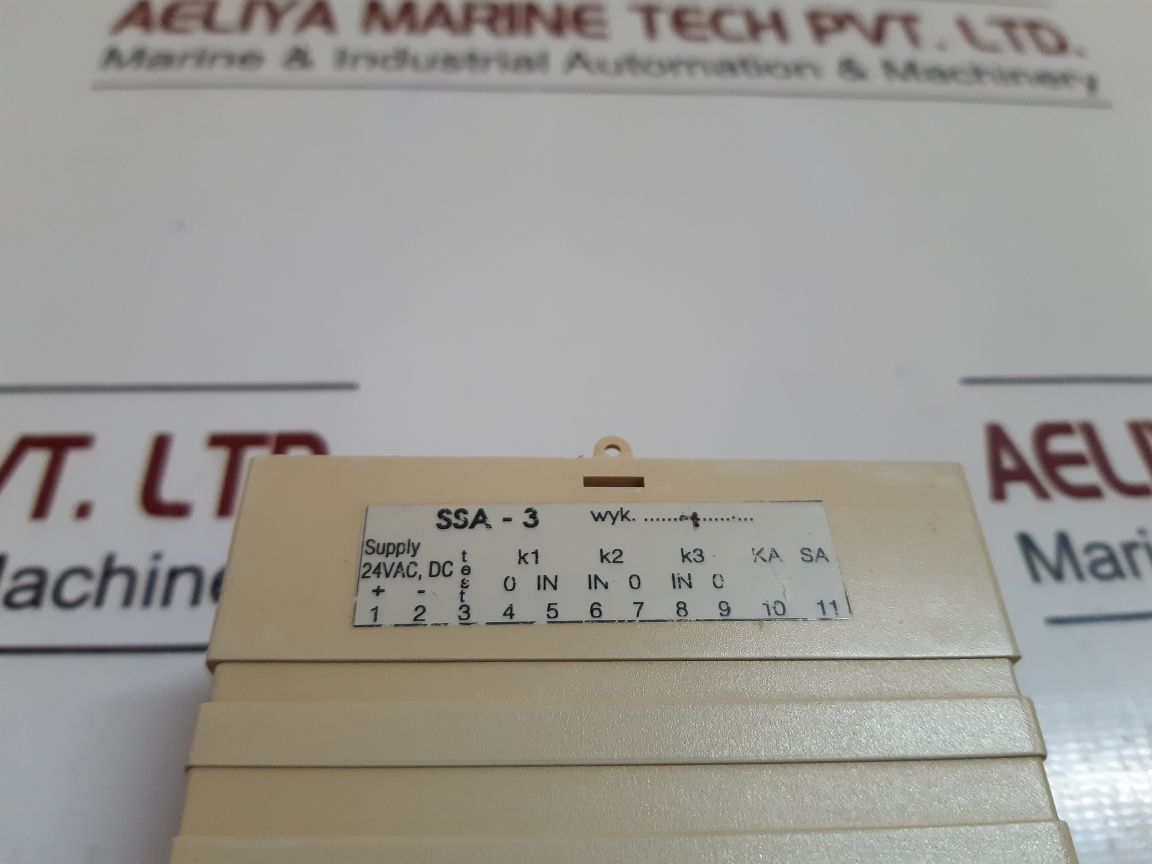 AELIYA MARINE TECH PVT. LTD.
Marine & Industrial Automation & Machinery
VT. LTD.
AELI
achine
Mari
SSA - 3 wyk. ...............
Supply
24VAC, DC test k1 k2 k3 KA SA
+ - 0 IN IN 0 IN 0
1 2 3 4 5 6 7 8 9 10 11